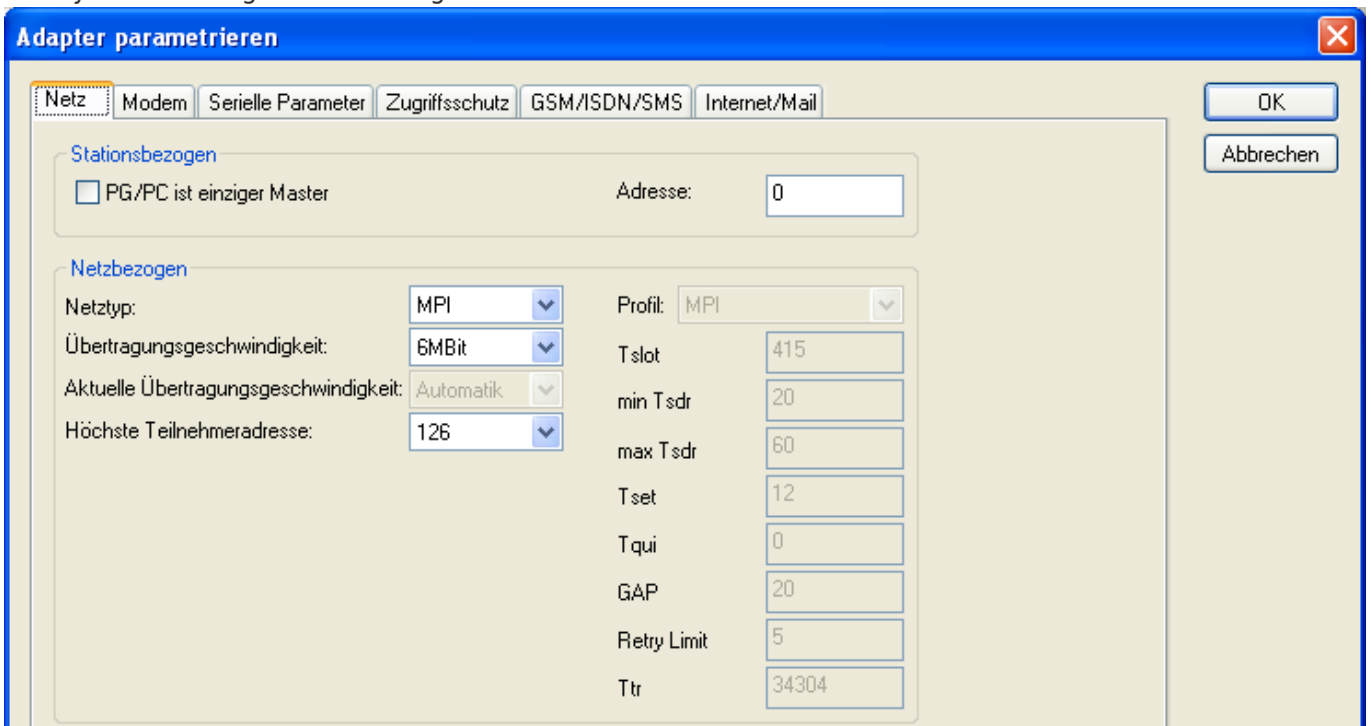 Adapter parametrieren
Netz Modem Serielle Parameter Zugriffsschutz GSM/ISDN/SMS Internet/Mail
OK
Abbrechen
Stationsbezogen
PG/PC ist einziger Master Adresse: 0
Netzbezogen
Netztyp: MPI Profil: MPI
Übertragungsgeschwindigkeit: 6MBit Tslot 415
Aktuelle Übertragungsgeschwindigkeit: Automatik min Tsdr 20
Höchste Teilnehmeradresse: 126 max Tsdr 60
Tset 12
Tqui 0
GAP 20
Retry Limit 5
Ttr 34304